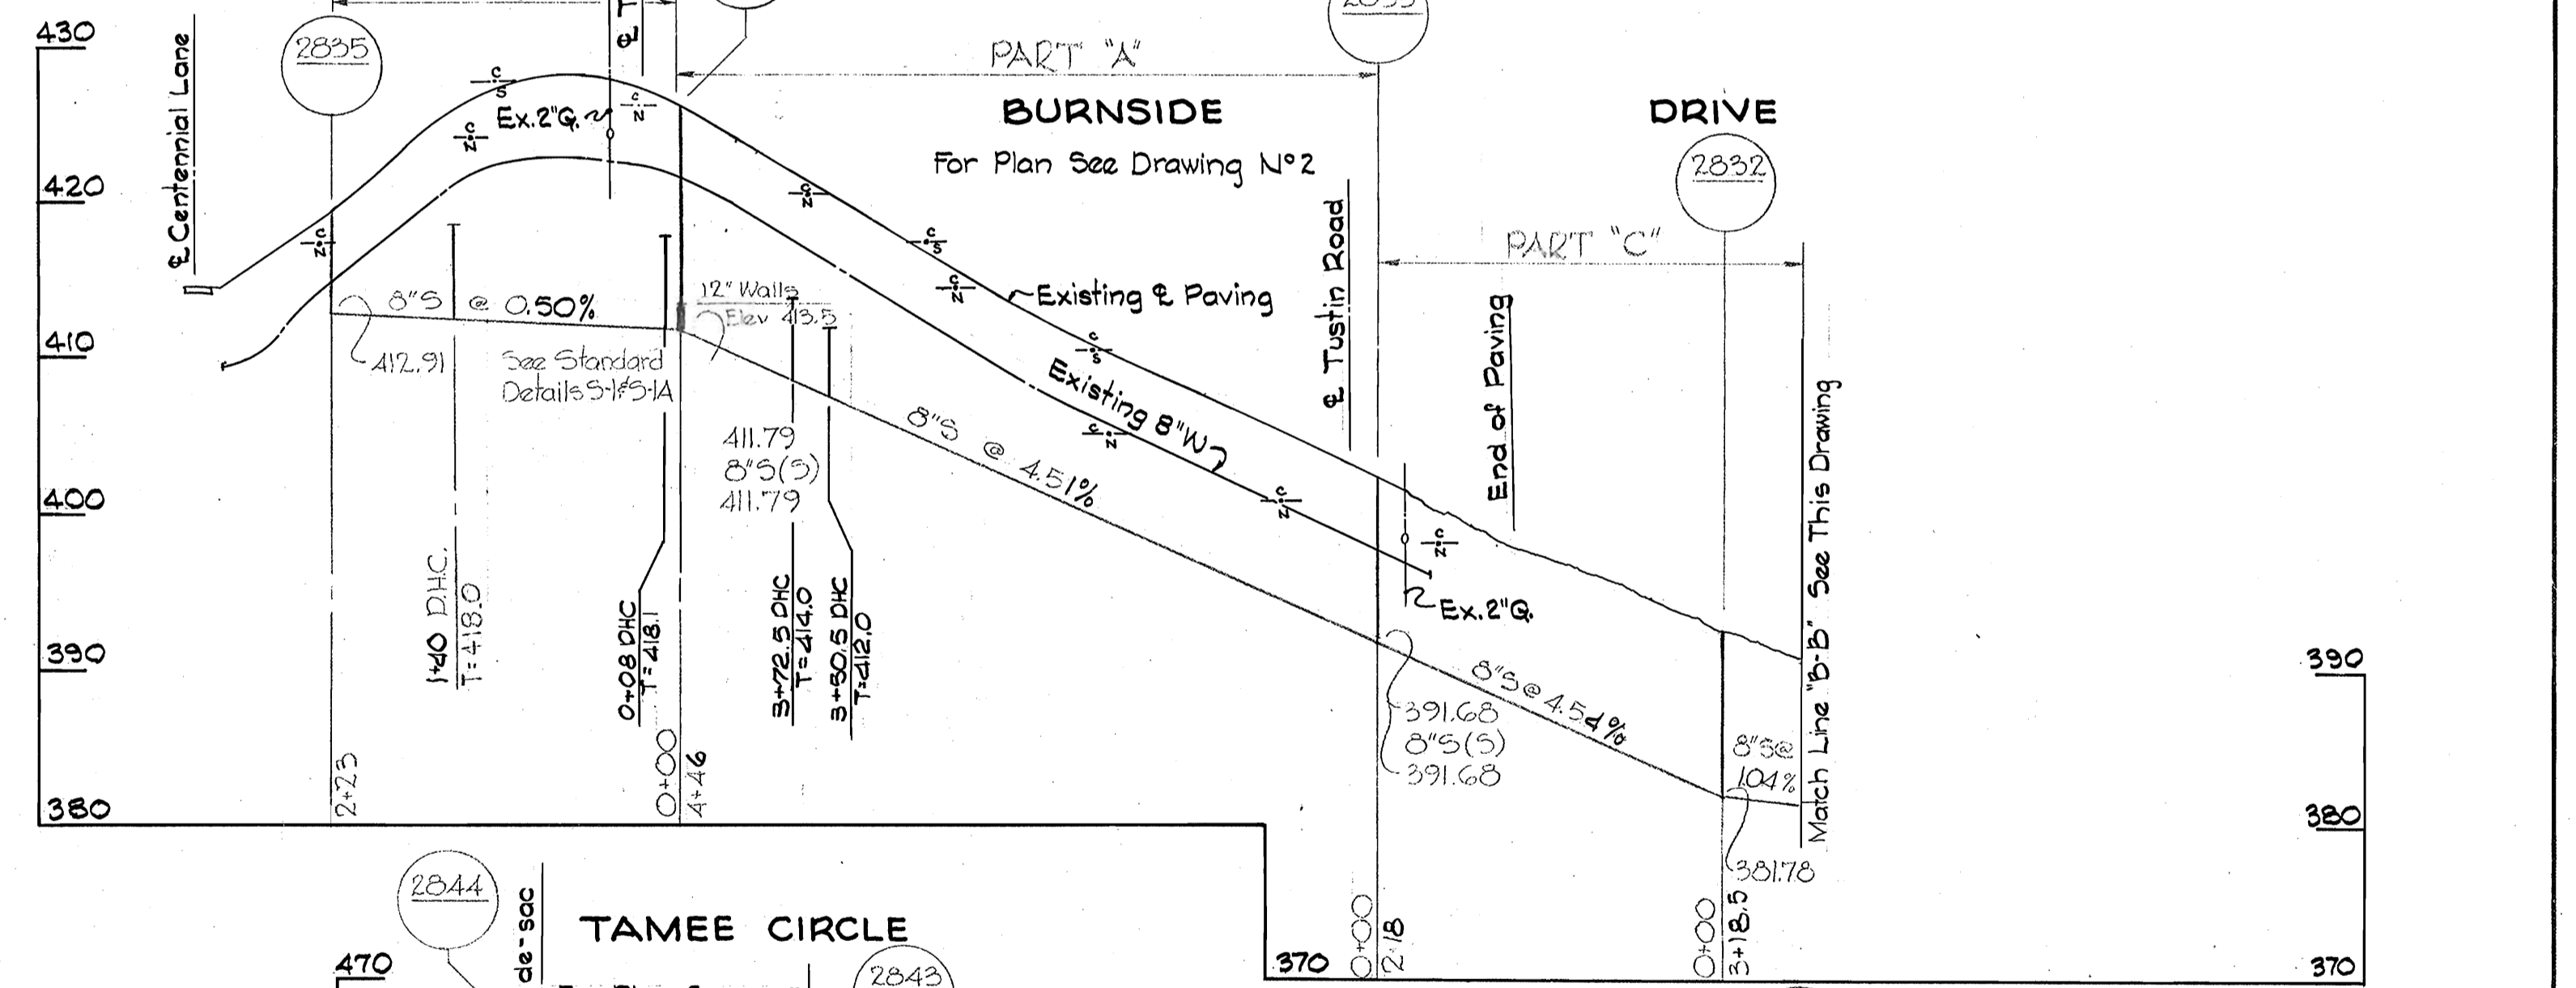 430
420
410
400
390
380
℄ Centennial Lane
2835
℄ T
Ex. 2"G.
PART "A"
BURNSIDE DRIVE
For Plan See Drawing Nº 2
2832
PART "C"
8"S @ 0.50%
412.91
See Standard
Details S-1&S-1A
12" Walls
Elev 413.5
Existing ℄ Paving
Existing 8"W
8"S @ 4.51%
411.79
8"S(S)
411.79
℄ Tustin Road
End of Paving
Match Line "B-B" See This Drawing
1+40 D.H.C.
T=418.0
0+08 DHC
T=418.1
3+72.5 DHC
T=414.0
3+50.5 DHC
T=412.0
Ex. 2"G.
8"S @ 4.54%
391.68
8"S(S)
391.68
8"S@
1.04%
381.78
2+23
0+00
4+46
0+00
2+18
0+00
3+18.5
390
380
370
370
2844
de-sac
TAMEE CIRCLE
2843
470